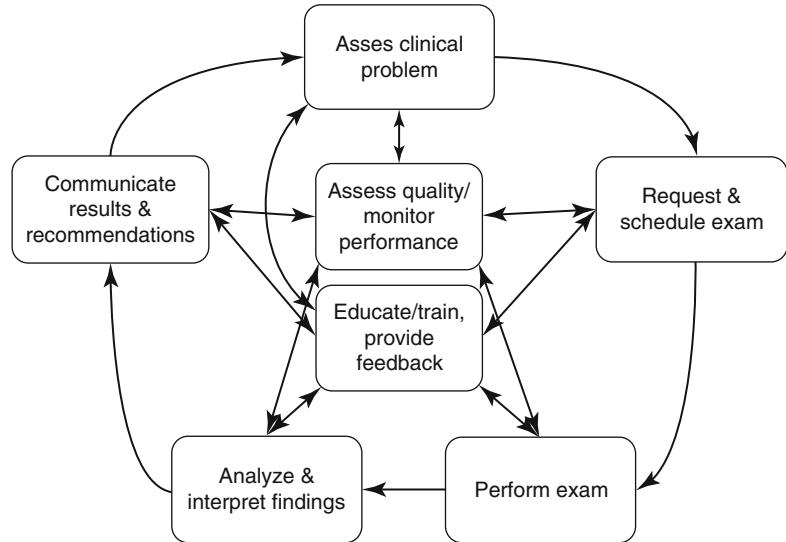 Asses clinical
problem
Communicate
results &
recommendations
Assess quality/
monitor
performance
Request &
schedule exam
Educate/train,
provide
feedback
Analyze &
interpret findings
Perform exam